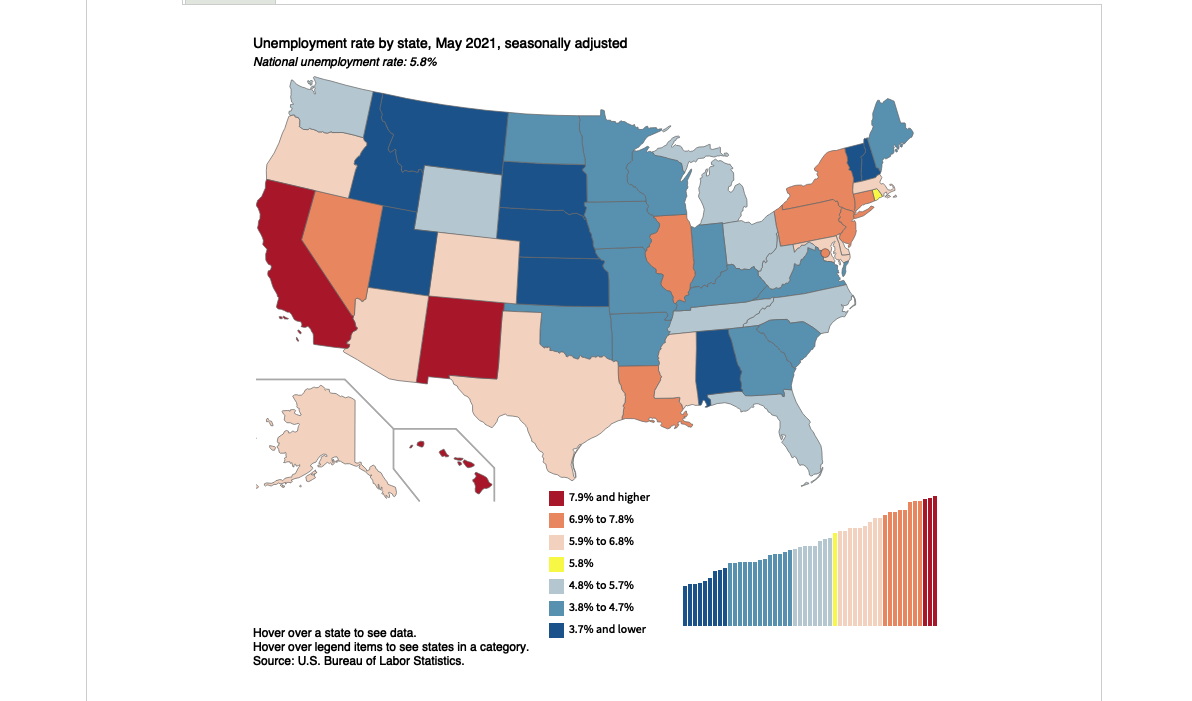 Unemployment rate by state, May 2021, seasonally adjusted
National unemployment rate: 5.8%
7.9% and higher
6.9% to 7.8%
5.9% to 6.8%
5.8%
4.8% to 5.7%
3.8% to 4.7%
3.7% and lower
Hover over a state to see data.
Hover over legend items to see states in a category.
Source: U.S. Bureau of Labor Statistics.